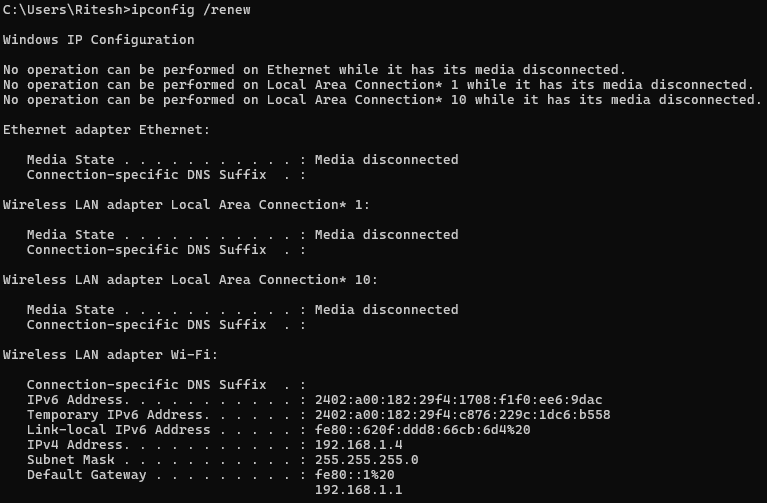 C:\Users\Ritesh>ipconfig /renew
Windows IP Configuration
No operation can be performed on Ethernet while it has its media disconnected.
No operation can be performed on Local Area Connection* 1 while it has its media disconnected.
No operation can be performed on Local Area Connection* 10 while it has its media disconnected.
Ethernet adapter Ethernet:
Media State . . . . . . . . . . . : Media disconnected
Connection-specific DNS Suffix  . :
Wireless LAN adapter Local Area Connection* 1:
Media State . . . . . . . . . . . : Media disconnected
Connection-specific DNS Suffix  . :
Wireless LAN adapter Local Area Connection* 10:
Media State . . . . . . . . . . . : Media disconnected
Connection-specific DNS Suffix  . :
Wireless LAN adapter Wi-Fi:
Connection-specific DNS Suffix  . :
IPv6 Address. . . . . . . . . . . : 2402:a00:182:29f4:1708:f1f0:ee6:9dac
Temporary IPv6 Address. . . . . . : 2402:a00:182:29f4:c876:229c:1dc6:b558
Link-local IPv6 Address . . . . . : fe80::620f:ddd8:66cb:6d4%20
IPv4 Address. . . . . . . . . . . : 192.168.1.4
Subnet Mask . . . . . . . . . . . : 255.255.255.0
Default Gateway . . . . . . . . . : fe80::1%20
192.168.1.1